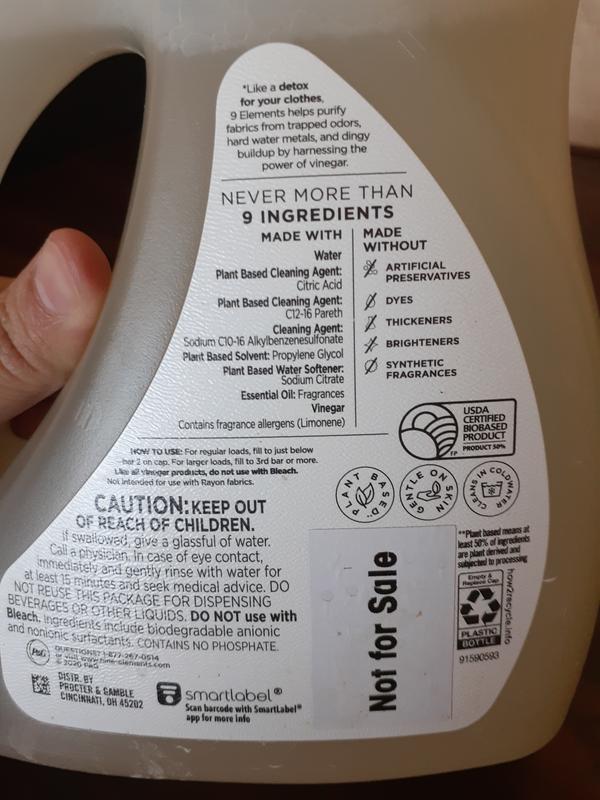 *Like a detox
for your clothes,
9 Elements helps purify
fabrics from trapped odors,
hard water metals, and dingy
buildup by harnessing the
power of vinegar.
NEVER MORE THAN
9 INGREDIENTS
MADE WITH
Water
Plant Based Cleaning Agent:
Citric Acid
Plant Based Cleaning Agent:
C12-16 Pareth
Cleaning Agent:
Sodium C10-16 Alkylbenzenesulfonate
Plant Based Solvent: Propylene Glycol
Plant Based Water Softener:
Sodium Citrate
Essential Oil: Fragrances
Vinegar
Contains fragrance allergens (Limonene)
MADE
WITHOUT
ARTIFICIAL
PRESERVATIVES
DYES
THICKENERS
BRIGHTENERS
SYNTHETIC
FRAGRANCES
USDA
CERTIFIED
BIOBASED
PRODUCT
PRODUCT 50%
FP
HOW TO USE: For regular loads, fill to just below
bar 2 on cap. For larger loads, fill to 3rd bar or more.
Like all vinegar products, do not use with Bleach.
Not intended for use with Rayon fabrics.
PLANT BASED**
GENTLE ON SKIN
CLEANS IN COLDWATER
CAUTION: KEEP OUT
OF REACH OF CHILDREN.
If swallowed, give a glassful of water.
Call a physician. In case of eye contact,
immediately and gently rinse with water for
at least 15 minutes and seek medical advice. DO
NOT REUSE THIS PACKAGE FOR DISPENSING
BEVERAGES OR OTHER LIQUIDS. DO NOT use with
Bleach. Ingredients include biodegradable anionic
and nonionic surfactants. CONTAINS NO PHOSPHATE.
P&G
QUESTIONS? 1-877-267-0514
or visit www.nine-elements.com
© 2020 P&G
DISTR. BY
PROCTER & GAMBLE
CINCINNATI, OH 45202
smartlabel®
Scan barcode with SmartLabel®
app for more info
Not for Sale
**Plant based means at
least 50% of ingredients
are plant derived and
subjected to processing
Empty &
Replace Cap
PLASTIC
BOTTLE
how2recycle.info
91590593